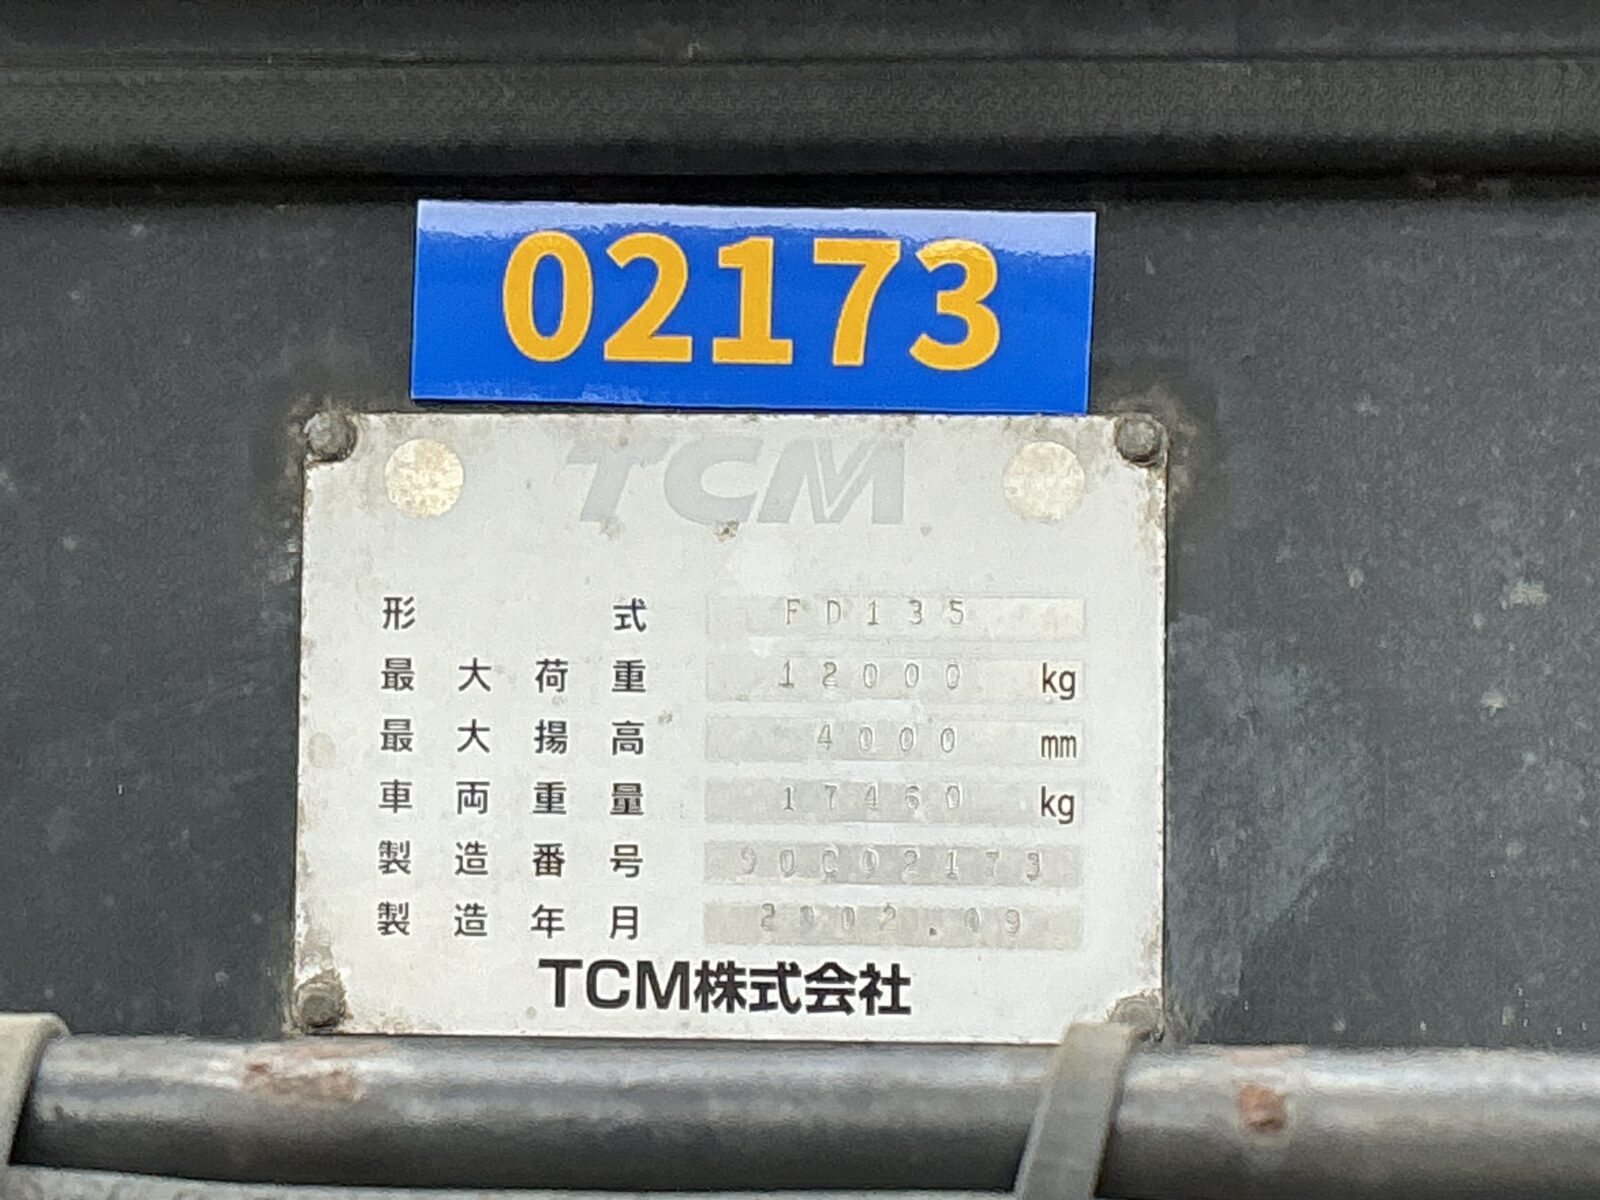 02173
TCM
形式 FD135
最大荷重 12000 kg
最大揚高 4000 mm
車両重量 17460 kg
製造番号 90C02173
製造年月 2002.09
TCM株式会社